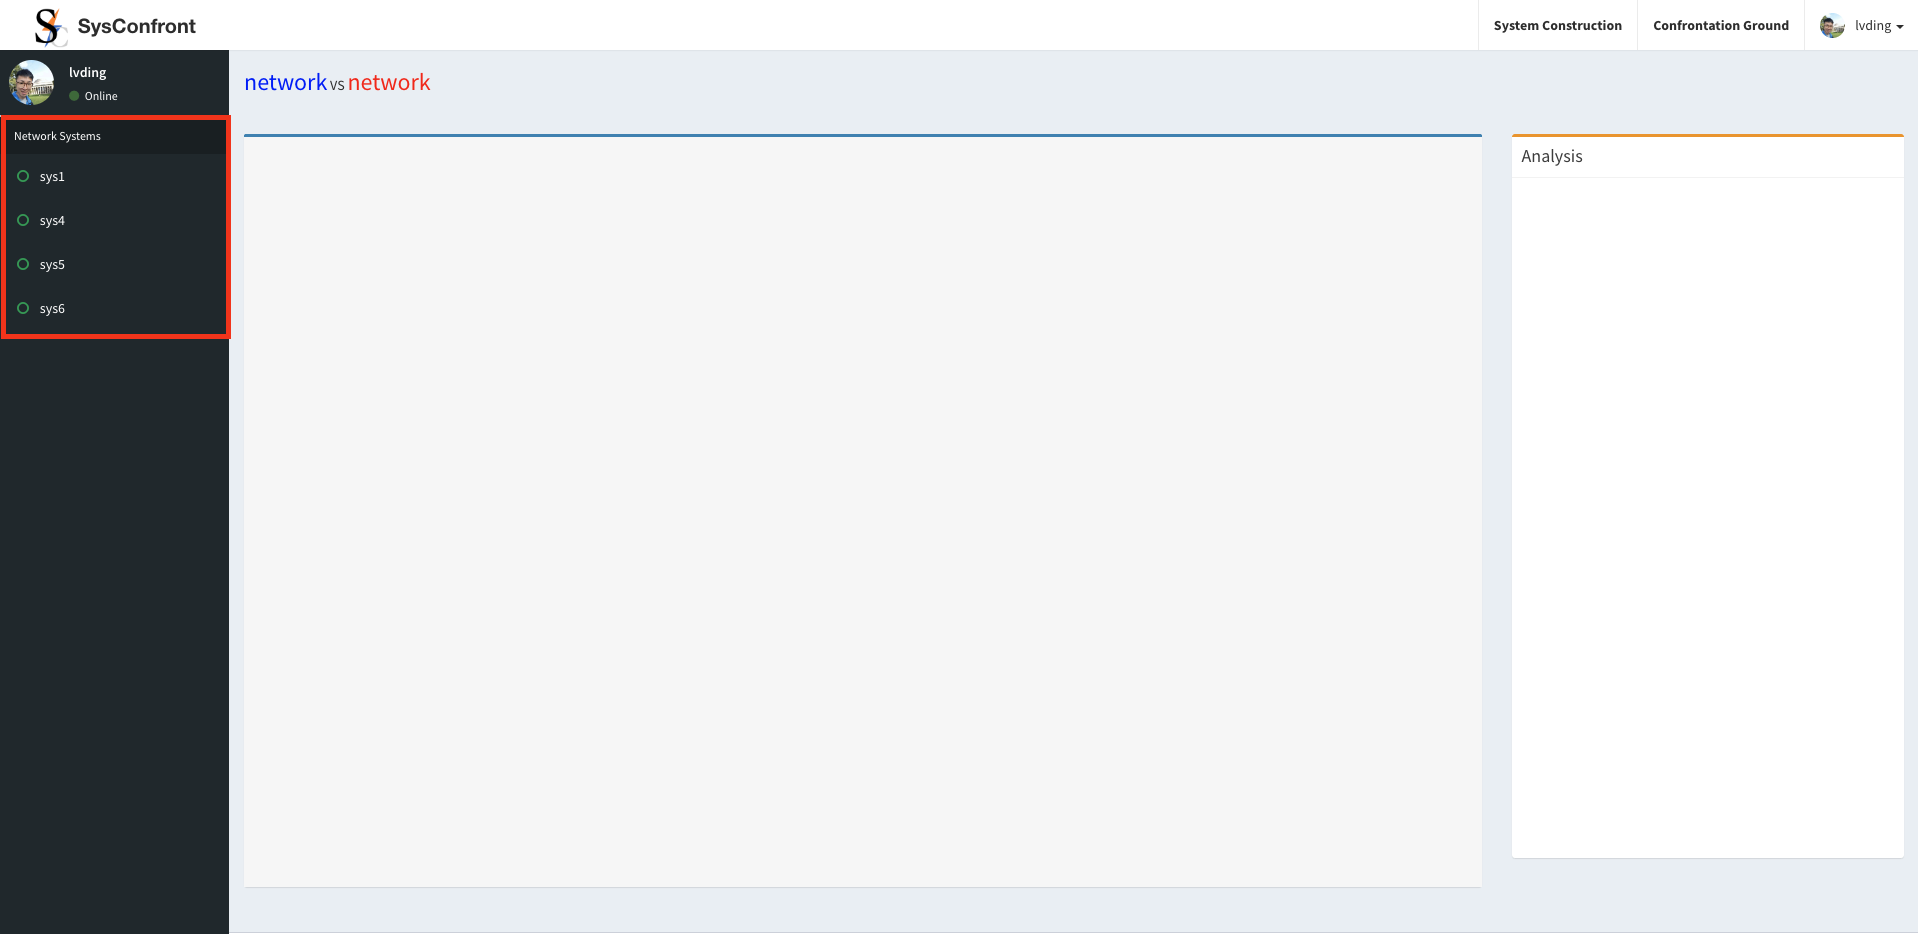 SysConfront
System Construction
Confrontation Ground
lvding
lvding
Online
network vs network
Network Systems
sys1
sys4
sys5
sys6
Analysis